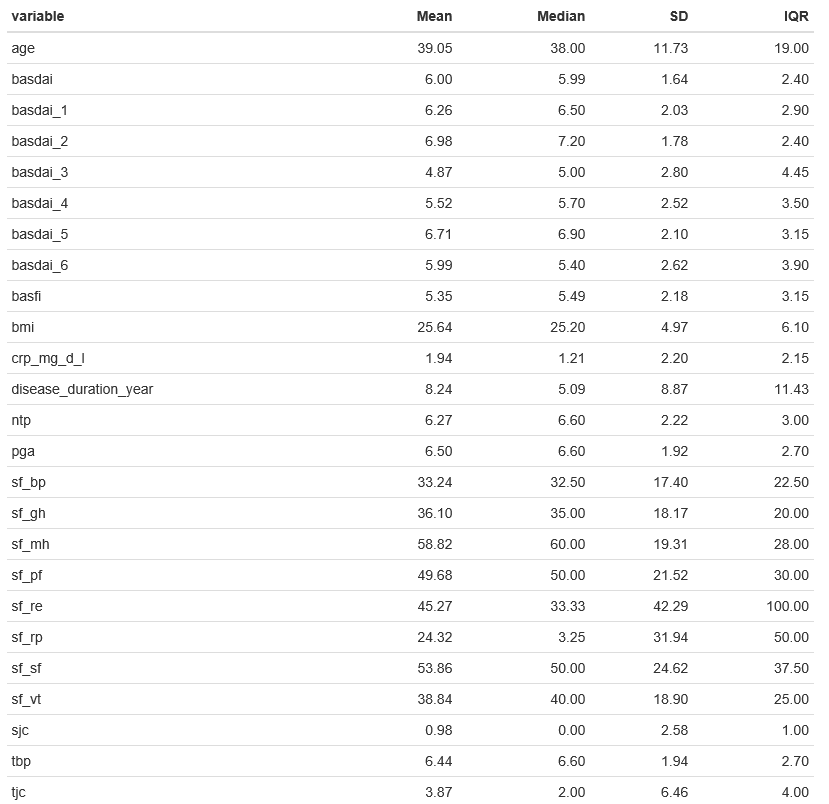 variable Mean Median SD IQR
age 39.05 38.00 11.73 19.00
basdai 6.00 5.99 1.64 2.40
basdai_1 6.26 6.50 2.03 2.90
basdai_2 6.98 7.20 1.78 2.40
basdai_3 4.87 5.00 2.80 4.45
basdai_4 5.52 5.70 2.52 3.50
basdai_5 6.71 6.90 2.10 3.15
basdai_6 5.99 5.40 2.62 3.90
basfi 5.35 5.49 2.18 3.15
bmi 25.64 25.20 4.97 6.10
crp_mg_d_l 1.94 1.21 2.20 2.15
disease_duration_year 8.24 5.09 8.87 11.43
ntp 6.27 6.60 2.22 3.00
pga 6.50 6.60 1.92 2.70
sf_bp 33.24 32.50 17.40 22.50
sf_gh 36.10 35.00 18.17 20.00
sf_mh 58.82 60.00 19.31 28.00
sf_pf 49.68 50.00 21.52 30.00
sf_re 45.27 33.33 42.29 100.00
sf_rp 24.32 3.25 31.94 50.00
sf_sf 53.86 50.00 24.62 37.50
sf_vt 38.84 40.00 18.90 25.00
sjc 0.98 0.00 2.58 1.00
tbp 6.44 6.60 1.94 2.70
tjc 3.87 2.00 6.46 4.00